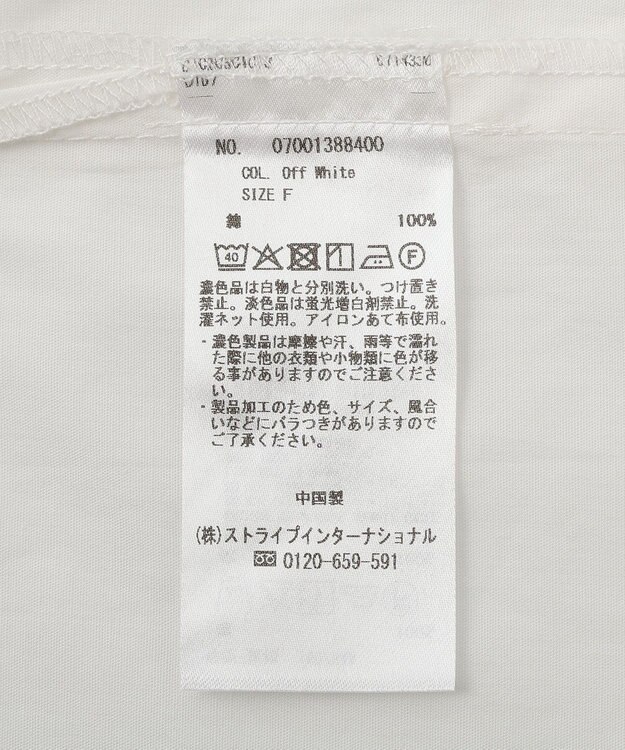 NO. 07001388400
COL. Off White
SIZE F
綿 100%
40 F
濃色品は白物と分別洗い。つけ置き
禁止。淡色品は蛍光増白剤禁止。洗
濯ネット使用。アイロンあて布使用。
・濃色製品は摩擦や汗、雨等で濡れ
た際に他の衣類や小物類に色が移
る事がありますのでご注意くださ
い。
・製品加工のため色、サイズ、風合
いなどにバラつきがありますので
ご了承ください。
中国製
(株)ストライプインターナショナル
0120-659-591